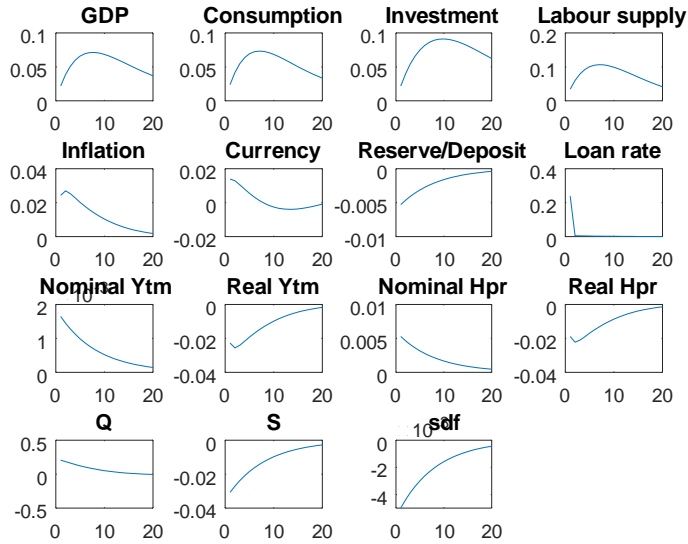 GDP Consumption Investment Labour supply
0.1 0.1 0.1 0.2
0.05 0.05 0.05 0.1
0 0 0 0
0 10 20 0 10 20 0 10 20 0 10 20
Inflation Currency Reserve/Deposit Loan rate
0.04 0.02 0 0.4
0.02 0 -0.005 0.2
0 -0.02 -0.01 0
0 10 20 0 10 20 0 10 20 0 10 20
Nominal Ytm Real Ytm Nominal Hpr Real Hpr
2 0 0.01 0
1 -0.02 0.005 -0.02
0 -0.04 0 -0.04
0 10 20 0 10 20 0 10 20 0 10 20
Q S sdf
0.5 0 0
0 -0.02 -2
-0.5 -0.04 -4
0 10 20 0 10 20 0 10 20